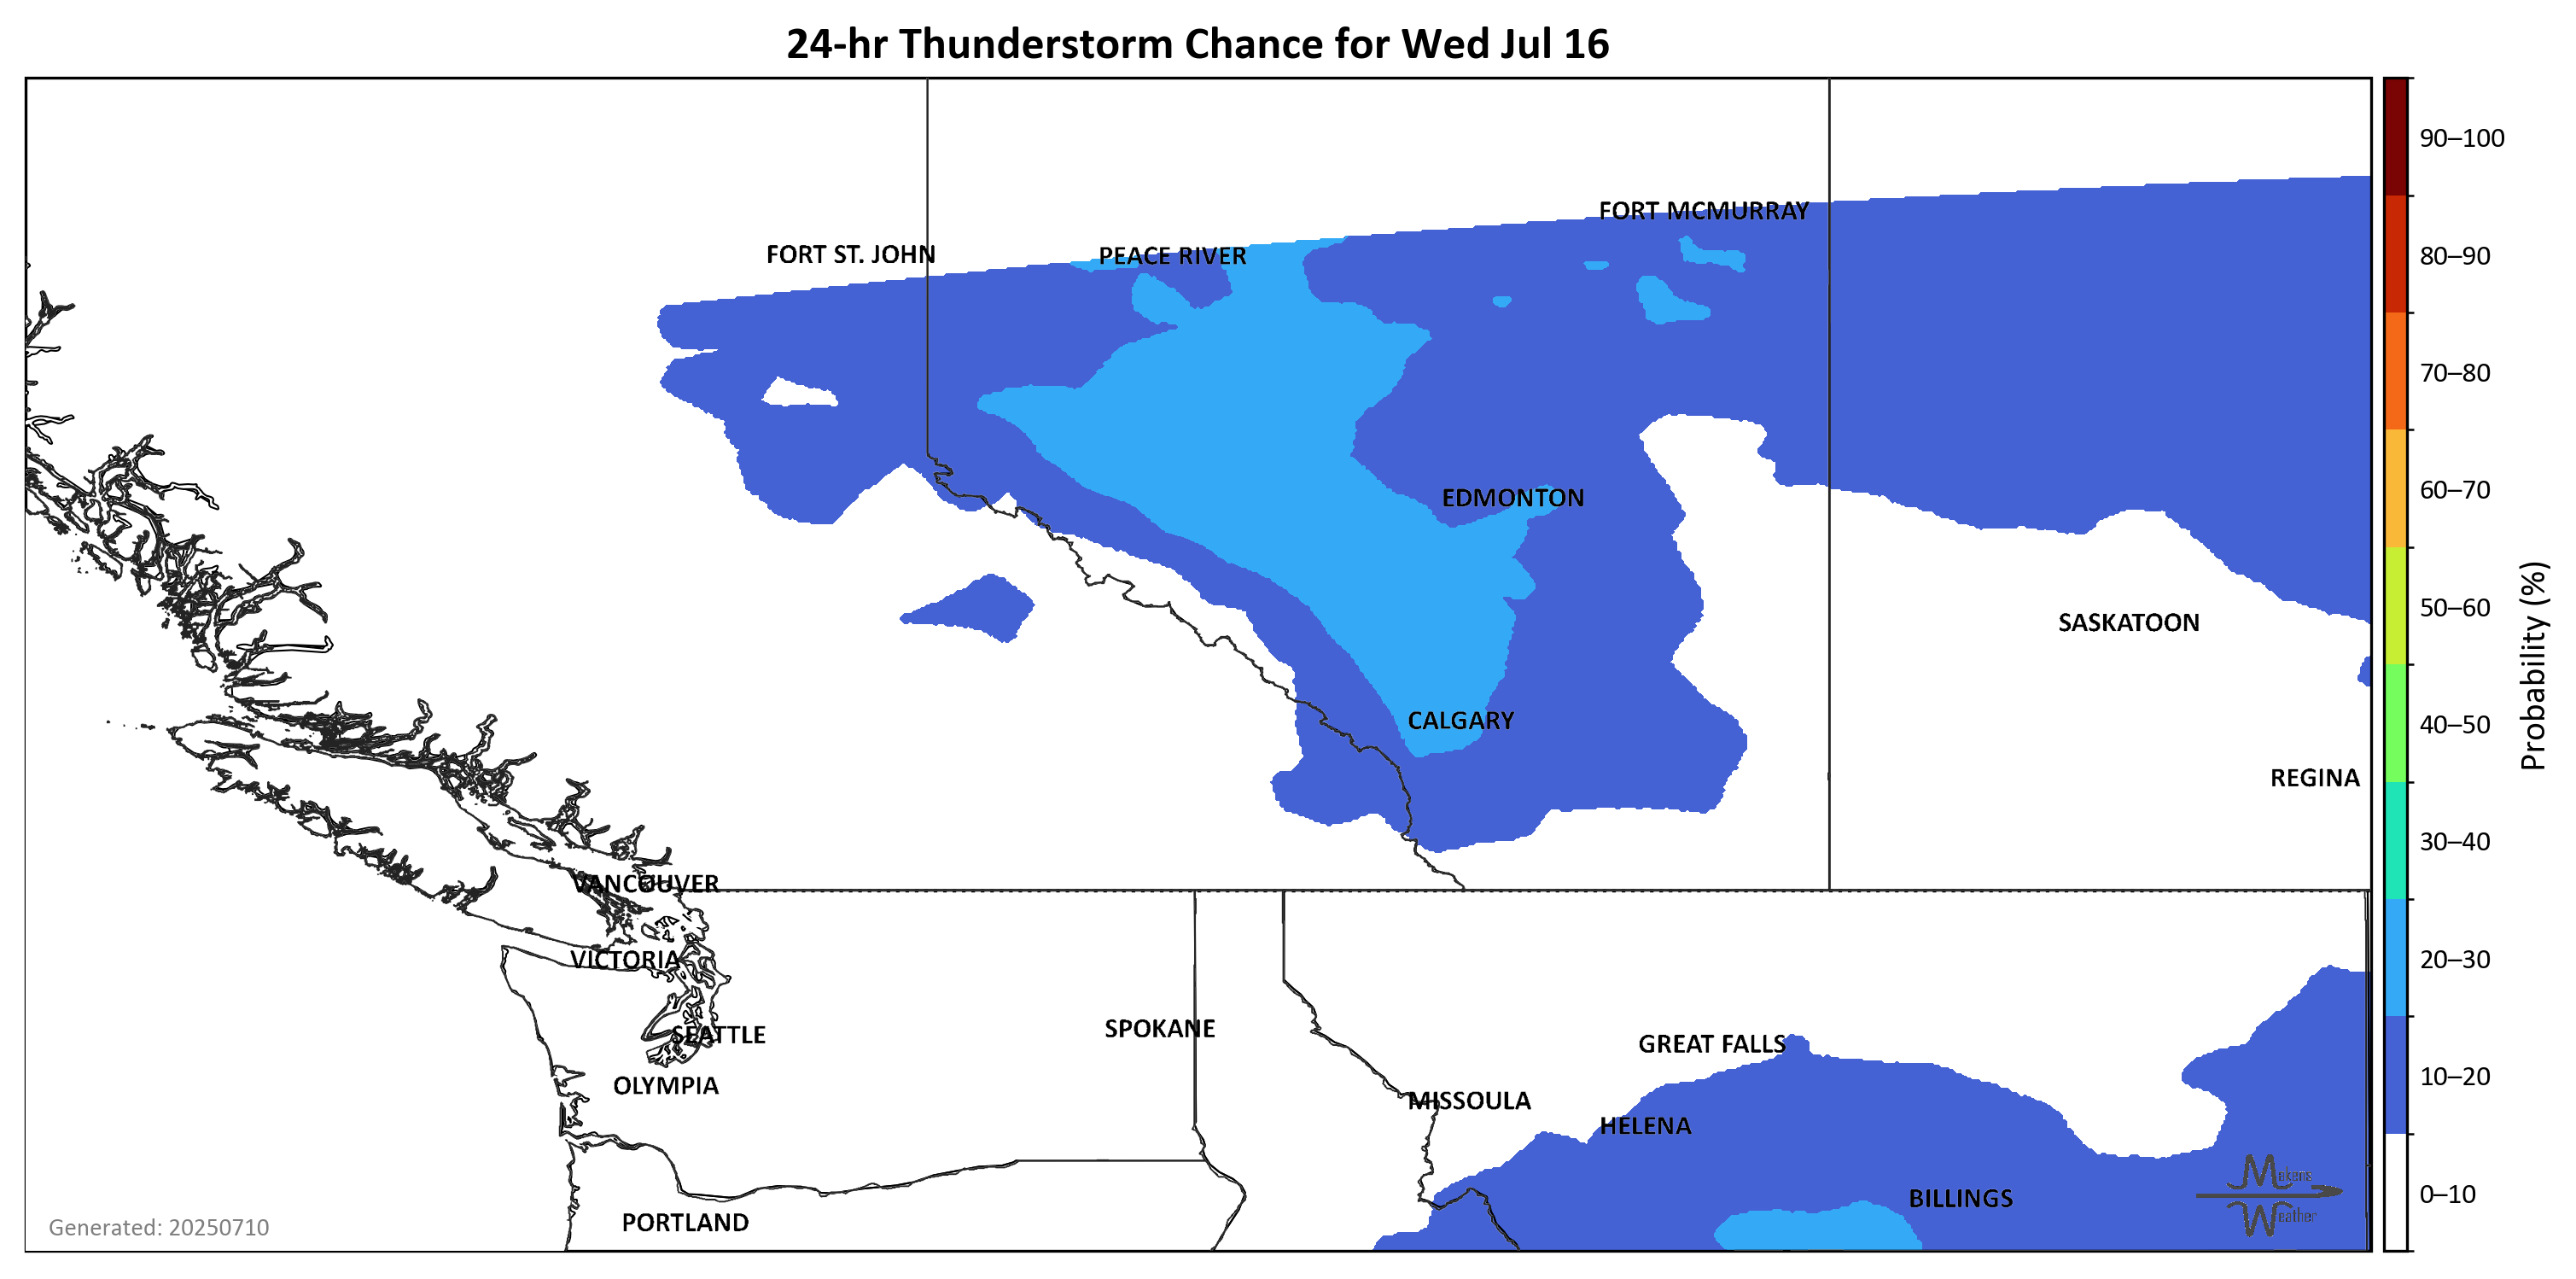 24-hr Thunderstorm Chance for Wed Jul 16
FORT MCMURRAY
FORT ST. JOHN
PEACE RIVER
EDMONTON
SASKATOON
CALGARY
REGINA
VANCOUVER
VICTORIA
SPOKANE
SEATTLE
GREAT FALLS
OLYMPIA
MISSOULA
HELENA
BILLINGS
PORTLAND
Mekens
Weather
Generated: 20250710
90–100
80–90
70–80
60–70
50–60
40–50
30–40
20–30
10–20
0–10
Probability (%)